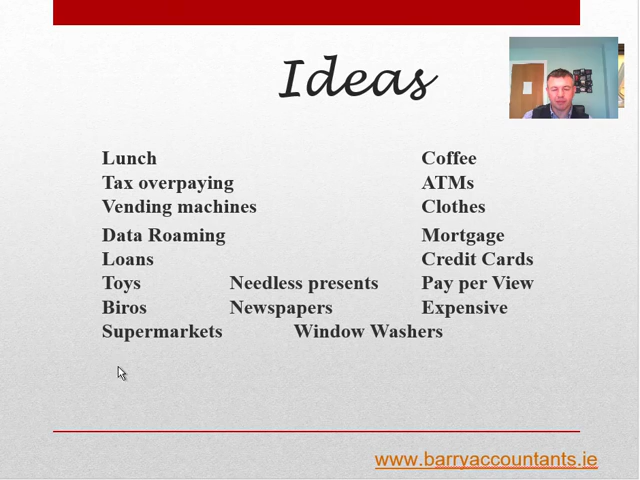 Ideas
Lunch Coffee
Tax overpaying ATMs
Vending machines Clothes
Data Roaming Mortgage
Loans Credit Cards
Toys Needless presents Pay per View
Biros Newspapers Expensive
Supermarkets Window Washers
www.barryaccountants.ie